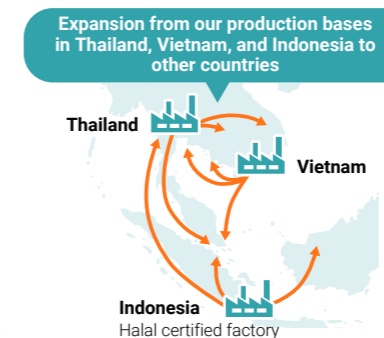 Expansion from our production bases
in Thailand, Vietnam, and Indonesia to
other countries
Thailand
Vietnam
Indonesia
Halal certified factory